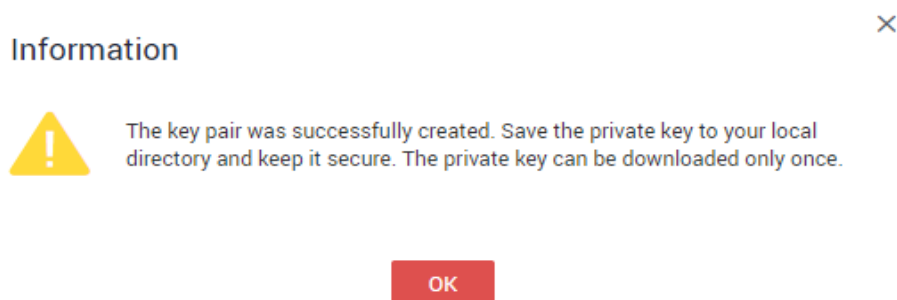 Information
The key pair was successfully created. Save the private key to your local
directory and keep it secure. The private key can be downloaded only once.
OK